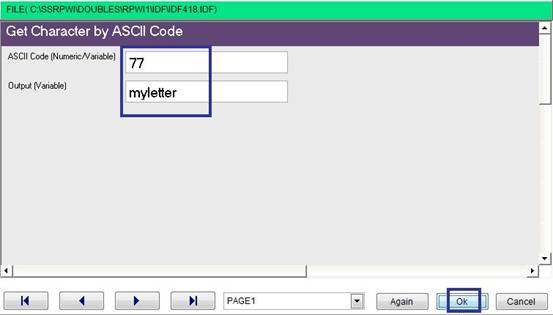 FILE( C:\SSRPWI\DOUBLES\RPWI1\IDF\IDF418.IDF)
Get Character by ASCII Code
ASCII Code (Numeric/Variable) 77
Output (Variable) myletter
PAGE1 Again Ok Cancel